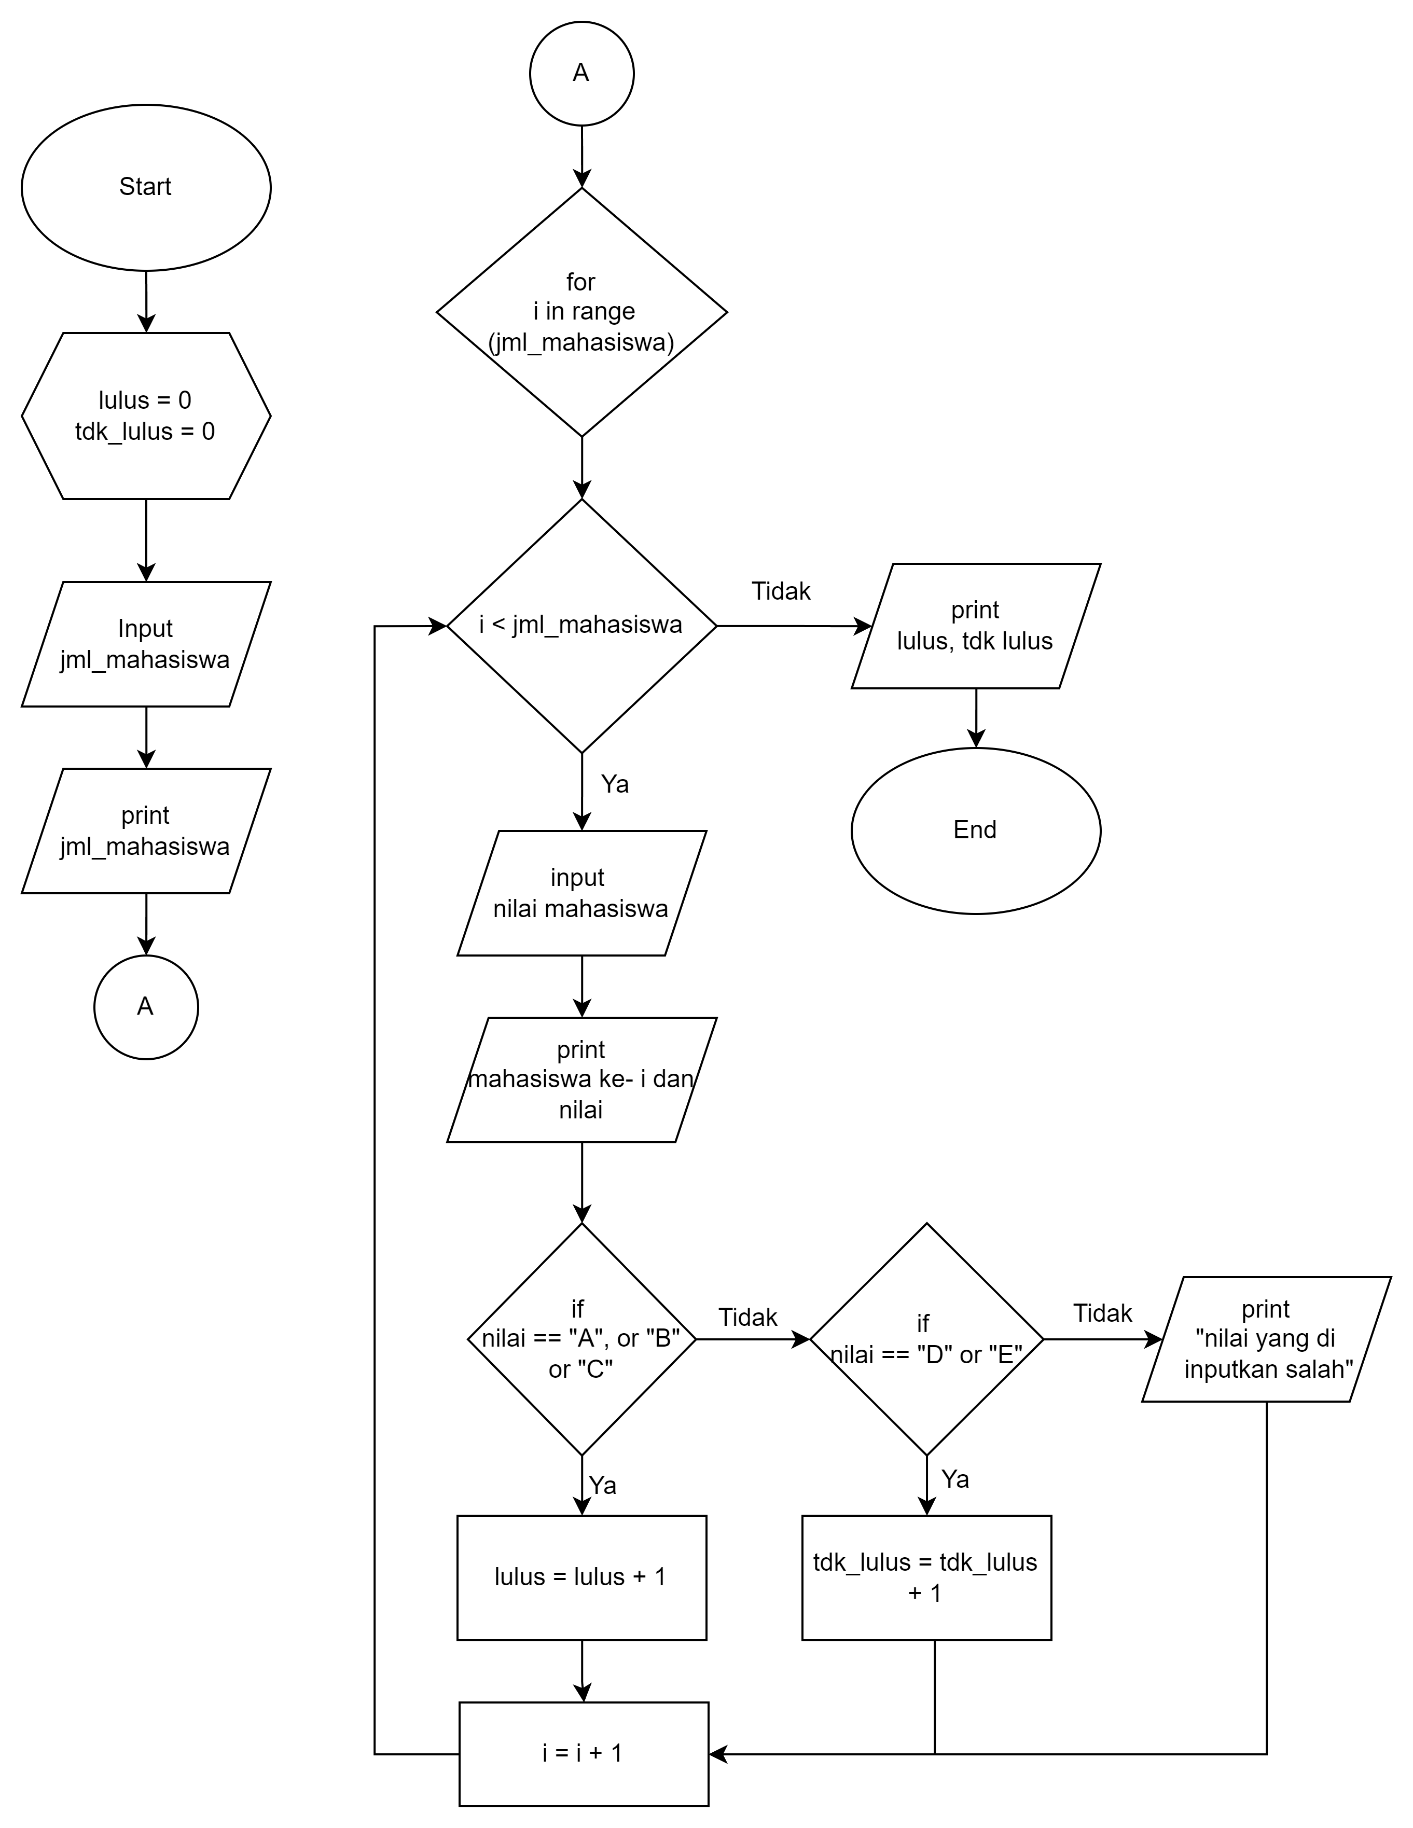 Start
lulus = 0
tdk_lulus = 0
Input
jml_mahasiswa
print
jml_mahasiswa
A
A
for
i in range
(jml_mahasiswa)
i < jml_mahasiswa
Tidak
print
lulus, tdk lulus
End
Ya
input
nilai mahasiswa
print
mahasiswa ke- i dan
nilai
if
nilai == "A", or "B"
or "C"
Tidak
if
nilai == "D" or "E"
Tidak
print
"nilai yang di
inputkan salah"
Ya
Ya
lulus = lulus + 1
tdk_lulus = tdk_lulus
+ 1
i = i + 1